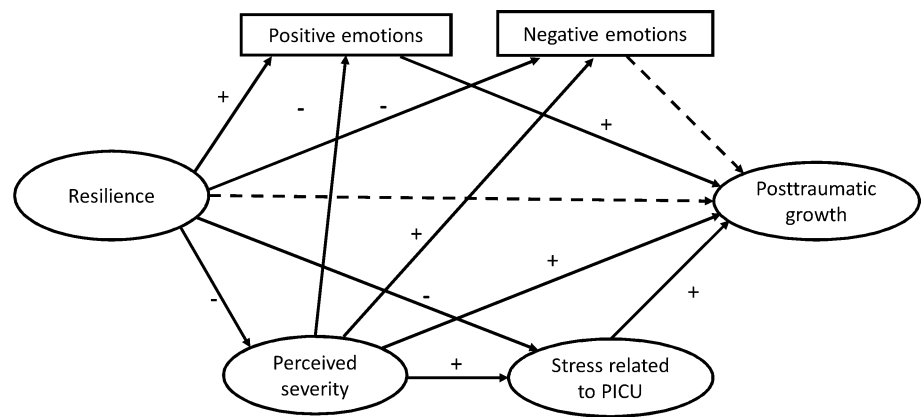 Positive emotions
Negative emotions
+
-
-
+
Resilience
Posttraumatic
growth
+
+
-
-
+
Perceived
severity
+
Stress related
to PICU